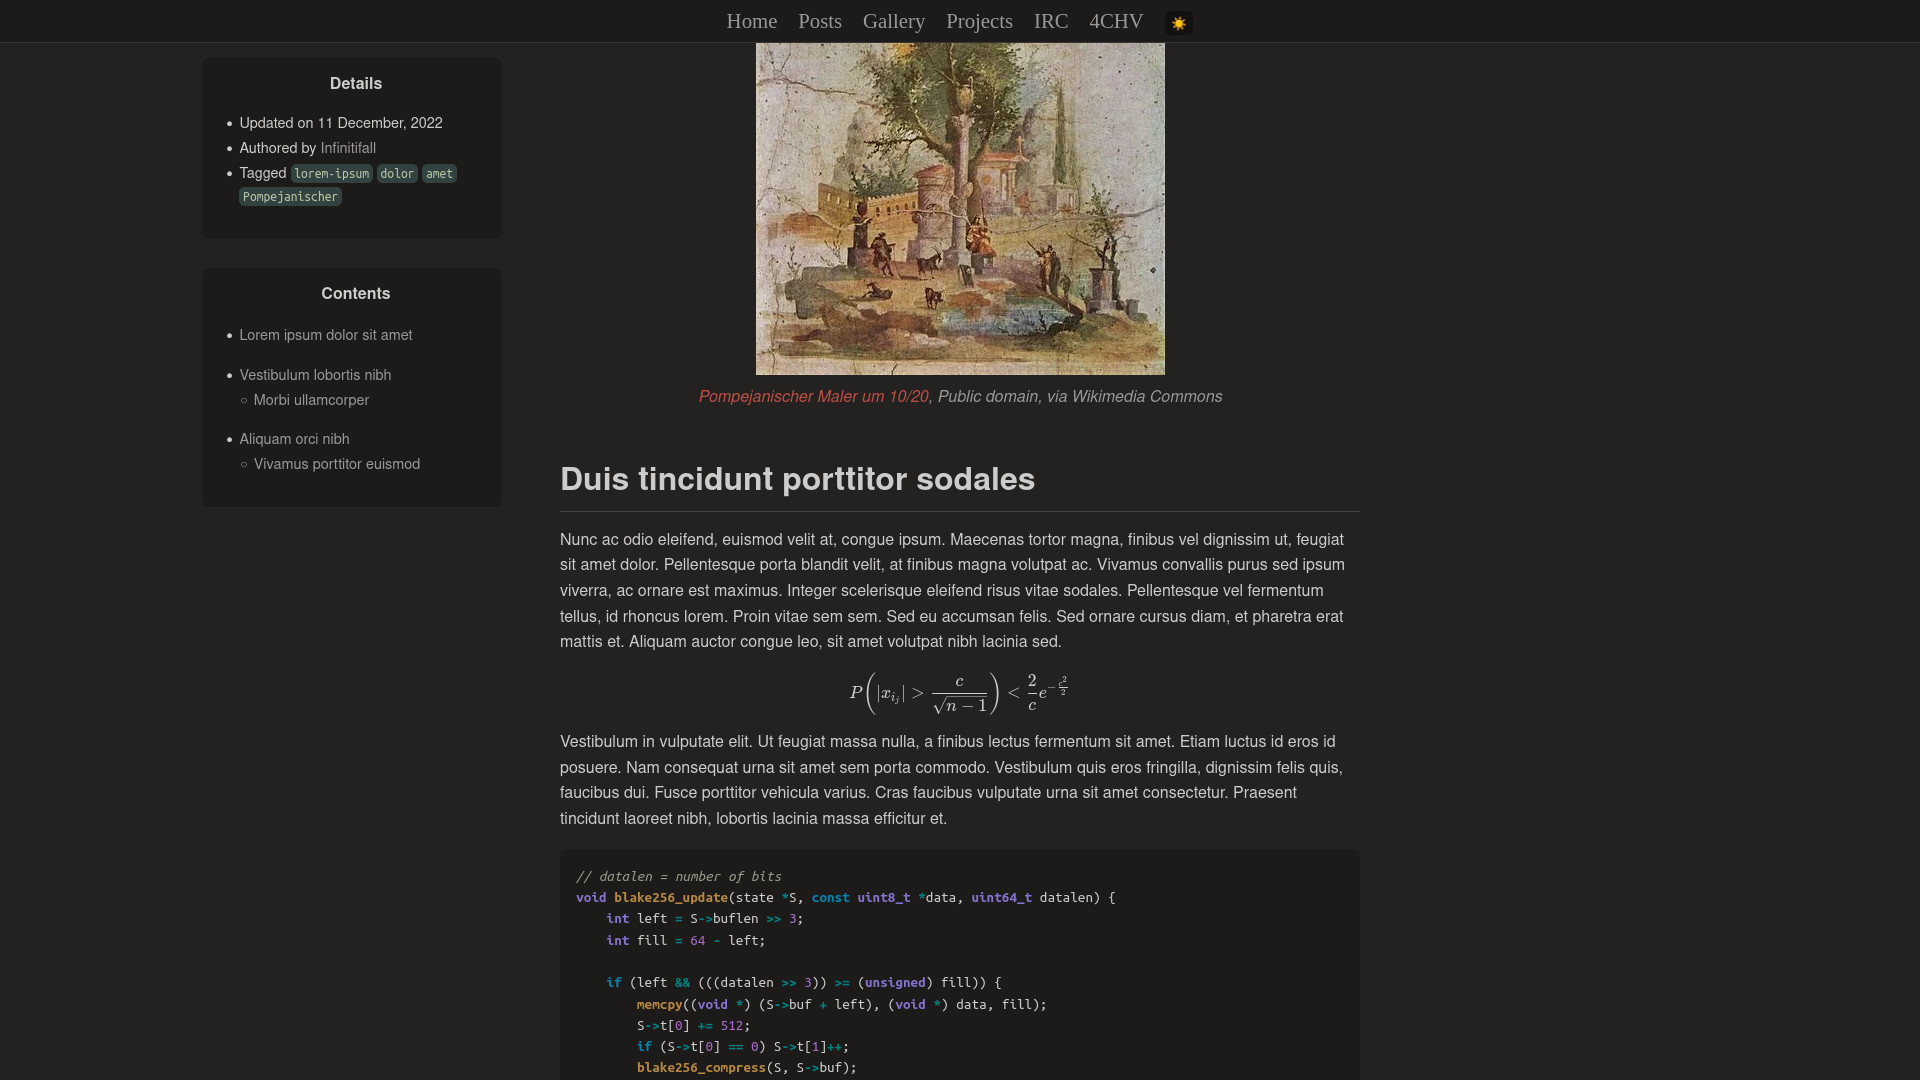 Home Posts Gallery Projects IRC 4CHV
Details
• Updated on 11 December, 2022
• Authored by Infinitifall
• Tagged lorem-ipsum dolor amet
Pompejanischer
Contents
• Lorem ipsum dolor sit amet
• Vestibulum lobortis nibh
○ Morbi ullamcorper
• Aliquam orci nibh
○ Vivamus porttitor euismod
Pompejanischer Maler um 10/20, Public domain, via Wikimedia Commons
Duis tincidunt porttitor sodales
Nunc ac odio eleifend, euismod velit at, congue ipsum. Maecenas tortor magna, finibus vel dignissim ut, feugiat
sit amet dolor. Pellentesque porta blandit velit, at finibus magna volutpat ac. Vivamus convallis purus sed ipsum
viverra, ac ornare est maximus. Integer scelerisque eleifend risus vitae sodales. Pellentesque vel fermentum
tellus, id rhoncus lorem. Proin vitae sem sem. Sed eu accumsan felis. Sed ornare cursus diam, et pharetra erat
mattis et. Aliquam auctor congue leo, sit amet volutpat nibh lacinia sed.
P(|x_{i_j}| > c/√(n − 1)) < 2/c e^{−c²/2}
Vestibulum in vulputate elit. Ut feugiat massa nulla, a finibus lectus fermentum sit amet. Etiam luctus id eros id
posuere. Nam consequat urna sit amet sem porta commodo. Vestibulum quis eros fringilla, dignissim felis quis,
faucibus dui. Fusce porttitor vehicula varius. Cras faucibus vulputate urna sit amet consectetur. Praesent
tincidunt laoreet nibh, lobortis lacinia massa efficitur et.
// datalen = number of bits
void blake256_update(state *S, const uint8_t *data, uint64_t datalen) {
    int left = S->buflen >> 3;
    int fill = 64 - left;
    if (left && (((datalen >> 3)) >= (unsigned) fill)) {
        memcpy((void *) (S->buf + left), (void *) data, fill);
        S->t[0] += 512;
        if (S->t[0] == 0) S->t[1]++;
        blake256_compress(S, S->buf);